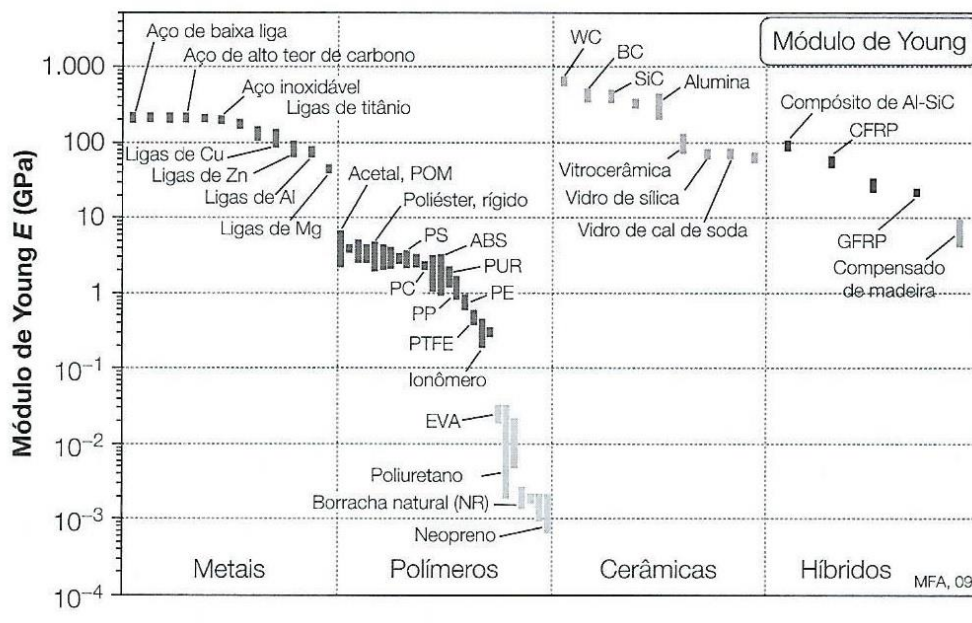 Módulo de Young
Módulo de Young E (GPa)
1.000
100
10
1
10⁻¹
10⁻²
10⁻³
10⁻⁴
Aço de baixa liga
Aço de alto teor de carbono
Aço inoxidável
Ligas de titânio
Ligas de Cu
Ligas de Zn
Ligas de Al
Ligas de Mg
Metais
Acetal, POM
Poliéster, rígido
PS
ABS
PUR
PC
PE
PP
PTFE
Ionômero
EVA
Poliuretano
Borracha natural (NR)
Neopreno
Polímeros
WC
BC
SiC
Alumina
Vitrocerâmica
Vidro de sílica
Vidro de cal de soda
Cerâmicas
Compósito de Al-SiC
CFRP
GFRP
Compensado
de madeira
Híbridos
MFA, 09